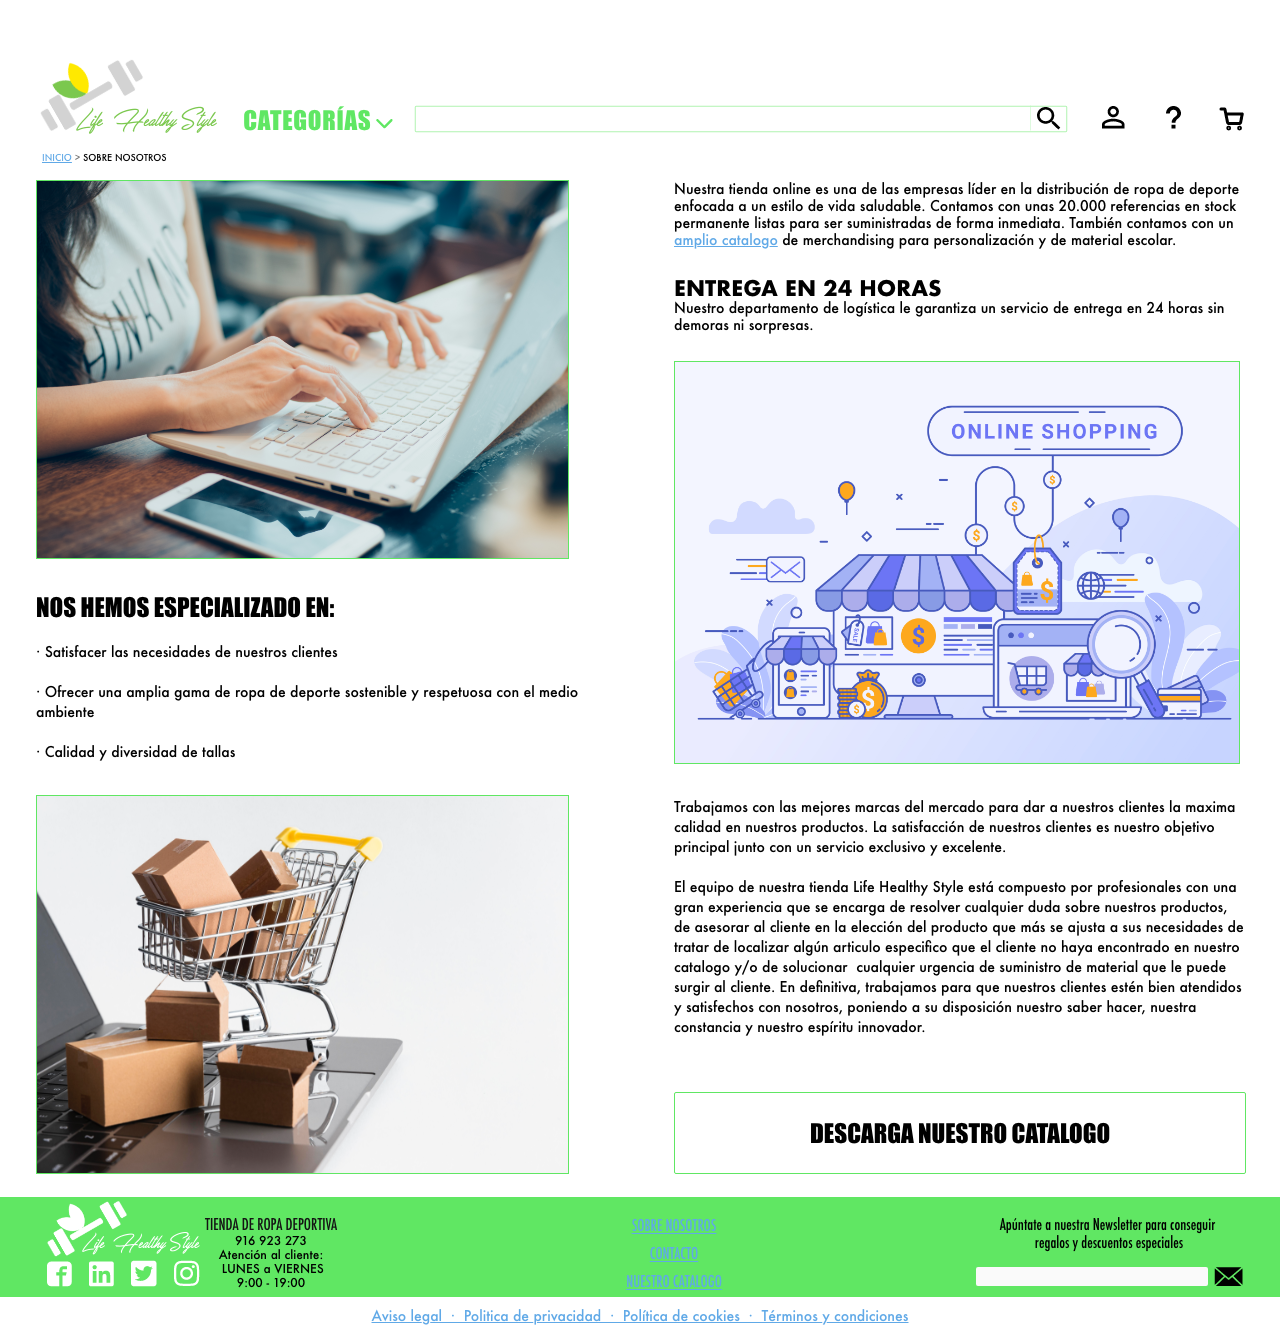 Life Healthy Style
CATEGORÍAS
?
INICIO > SOBRE NOSOTROS
THINK
Nuestra tienda online es una de las empresas líder en la distribución de ropa de deporte
enfocada a un estilo de vida saludable. Contamos con unas 20.000 referencias en stock
permanente listas para ser suministradas de forma inmediata. También contamos con un
amplio catalogo de merchandising para personalización y de material escolar.
ENTREGA EN 24 HORAS
Nuestro departamento de logística le garantiza un servicio de entrega en 24 horas sin
demoras ni sorpresas.
ONLINE SHOPPING
SALE
NOS HEMOS ESPECIALIZADO EN:
· Satisfacer las necesidades de nuestros clientes
· Ofrecer una amplia gama de ropa de deporte sostenible y respetuosa con el medio
ambiente
· Calidad y diversidad de tallas
Trabajamos con las mejores marcas del mercado para dar a nuestros clientes la maxima
calidad en nuestros productos. La satisfacción de nuestros clientes es nuestro objetivo
principal junto con un servicio exclusivo y excelente.
El equipo de nuestra tienda Life Healthy Style está compuesto por profesionales con una
gran experiencia que se encarga de resolver cualquier duda sobre nuestros productos,
de asesorar al cliente en la elección del producto que más se ajusta a sus necesidades de
tratar de localizar algún articulo especifico que el cliente no haya encontrado en nuestro
catalogo y/o de solucionar  cualquier urgencia de suministro de material que le puede
surgir al cliente. En definitiva, trabajamos para que nuestros clientes estén bien atendidos
y satisfechos con nosotros, poniendo a su disposición nuestro saber hacer, nuestra
constancia y nuestro espíritu innovador.
DESCARGA NUESTRO CATALOGO
Life Healthy Style
TIENDA DE ROPA DEPORTIVA
916 923 273
Atención al cliente:
LUNES a VIERNES
9:00 - 19:00
SOBRE NOSOTROS
CONTACTO
NUESTRO CATALOGO
Apúntate a nuestra Newsletter para conseguir
regalos y descuentos especiales
Aviso legal · Politica de privacidad · Política de cookies · Términos y condiciones